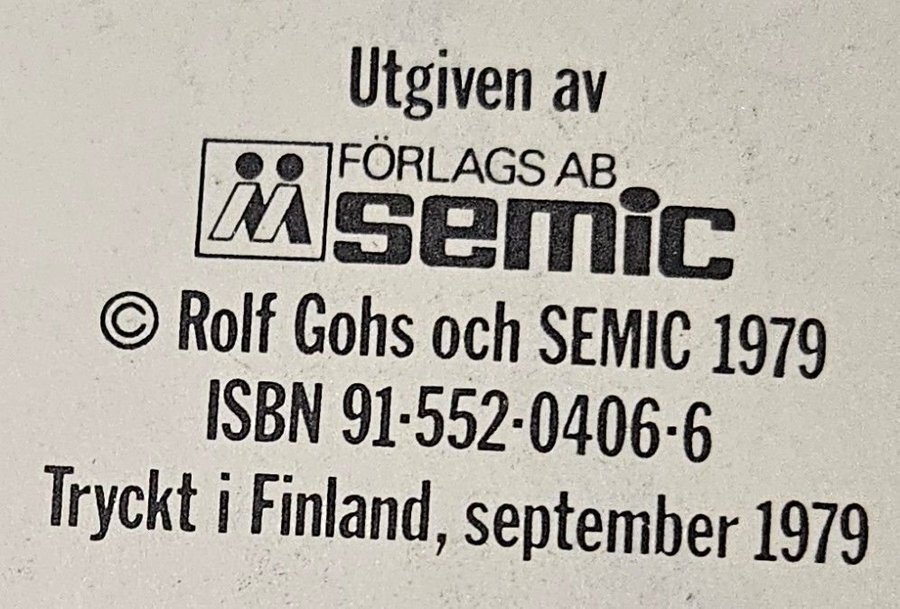 Utgiven av
FÖRLAGS AB
semic
© Rolf Gohs och SEMIC 1979
ISBN 91-552-0406-6
Tryckt i Finland, september 1979